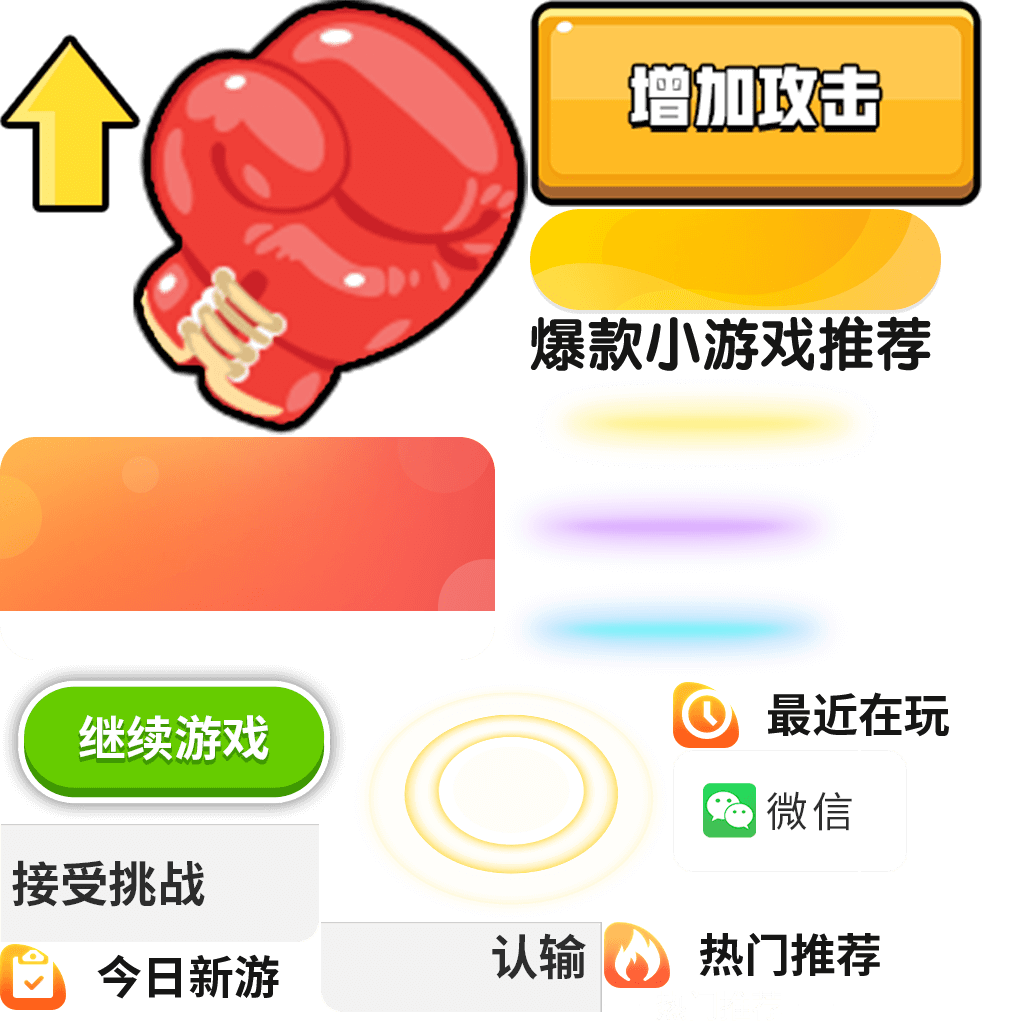 增加攻击
爆款小游戏推荐
继续游戏
最近在玩
微信
接受挑战
认输
热门推荐
今日新游